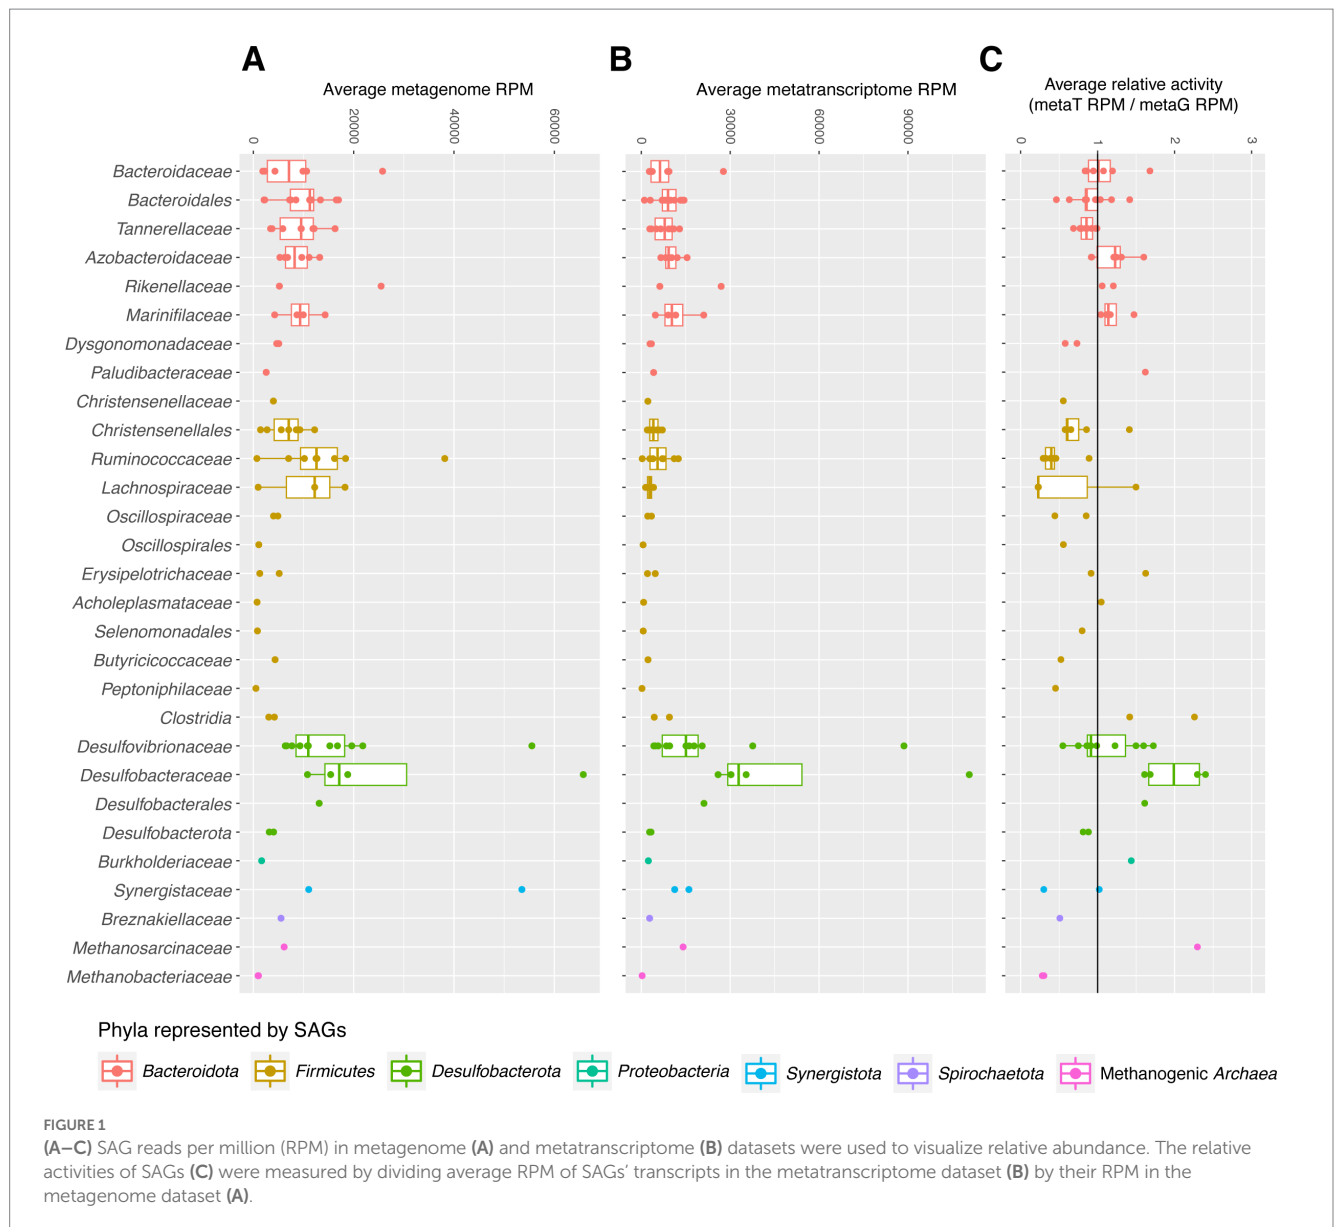 A
B
C
Average metagenome RPM
Average metatranscriptome RPM
Average relative activity
(metaT RPM / metaG RPM)
0
20000
40000
60000
0
30000
60000
90000
0
1
2
3
Bacteroidaceae
Bacteroidales
Tannerellaceae
Azobacteroidaceae
Rikenellaceae
Marinifilaceae
Dysgonomonadaceae
Paludibacteraceae
Christensenellaceae
Christensenellales
Ruminococcaceae
Lachnospiraceae
Oscillospiraceae
Oscillospirales
Erysipelotrichaceae
Acholeplasmataceae
Selenomonadales
Butyricicoccaceae
Peptoniphilaceae
Clostridia
Desulfovibrionaceae
Desulfobacteraceae
Desulfobacterales
Desulfobacterota
Burkholderiaceae
Synergistaceae
Breznakiellaceae
Methanosarcinaceae
Methanobacteriaceae
Phyla represented by SAGs
Bacteroidota
Firmicutes
Desulfobacterota
Proteobacteria
Synergistota
Spirochaetota
Methanogenic Archaea
FIGURE 1
(A–C) SAG reads per million (RPM) in metagenome (A) and metatranscriptome (B) datasets were used to visualize relative abundance. The relative
activities of SAGs (C) were measured by dividing average RPM of SAGs' transcripts in the metatranscriptome dataset (B) by their RPM in the
metagenome dataset (A).